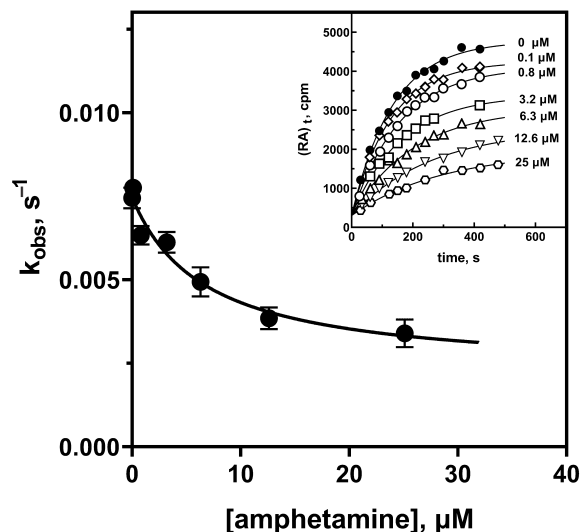 5000
4000
3000
2000
1000
0
(RA) t, cpm
0 µM
0.1 µM
0.8 µM
3.2 µM
6.3 µM
12.6 µM
25 µM
0 200 400 600
time, s
0.010
0.005
0.000
kobs, s–1
0 10 20 30 40
[amphetamine], µM